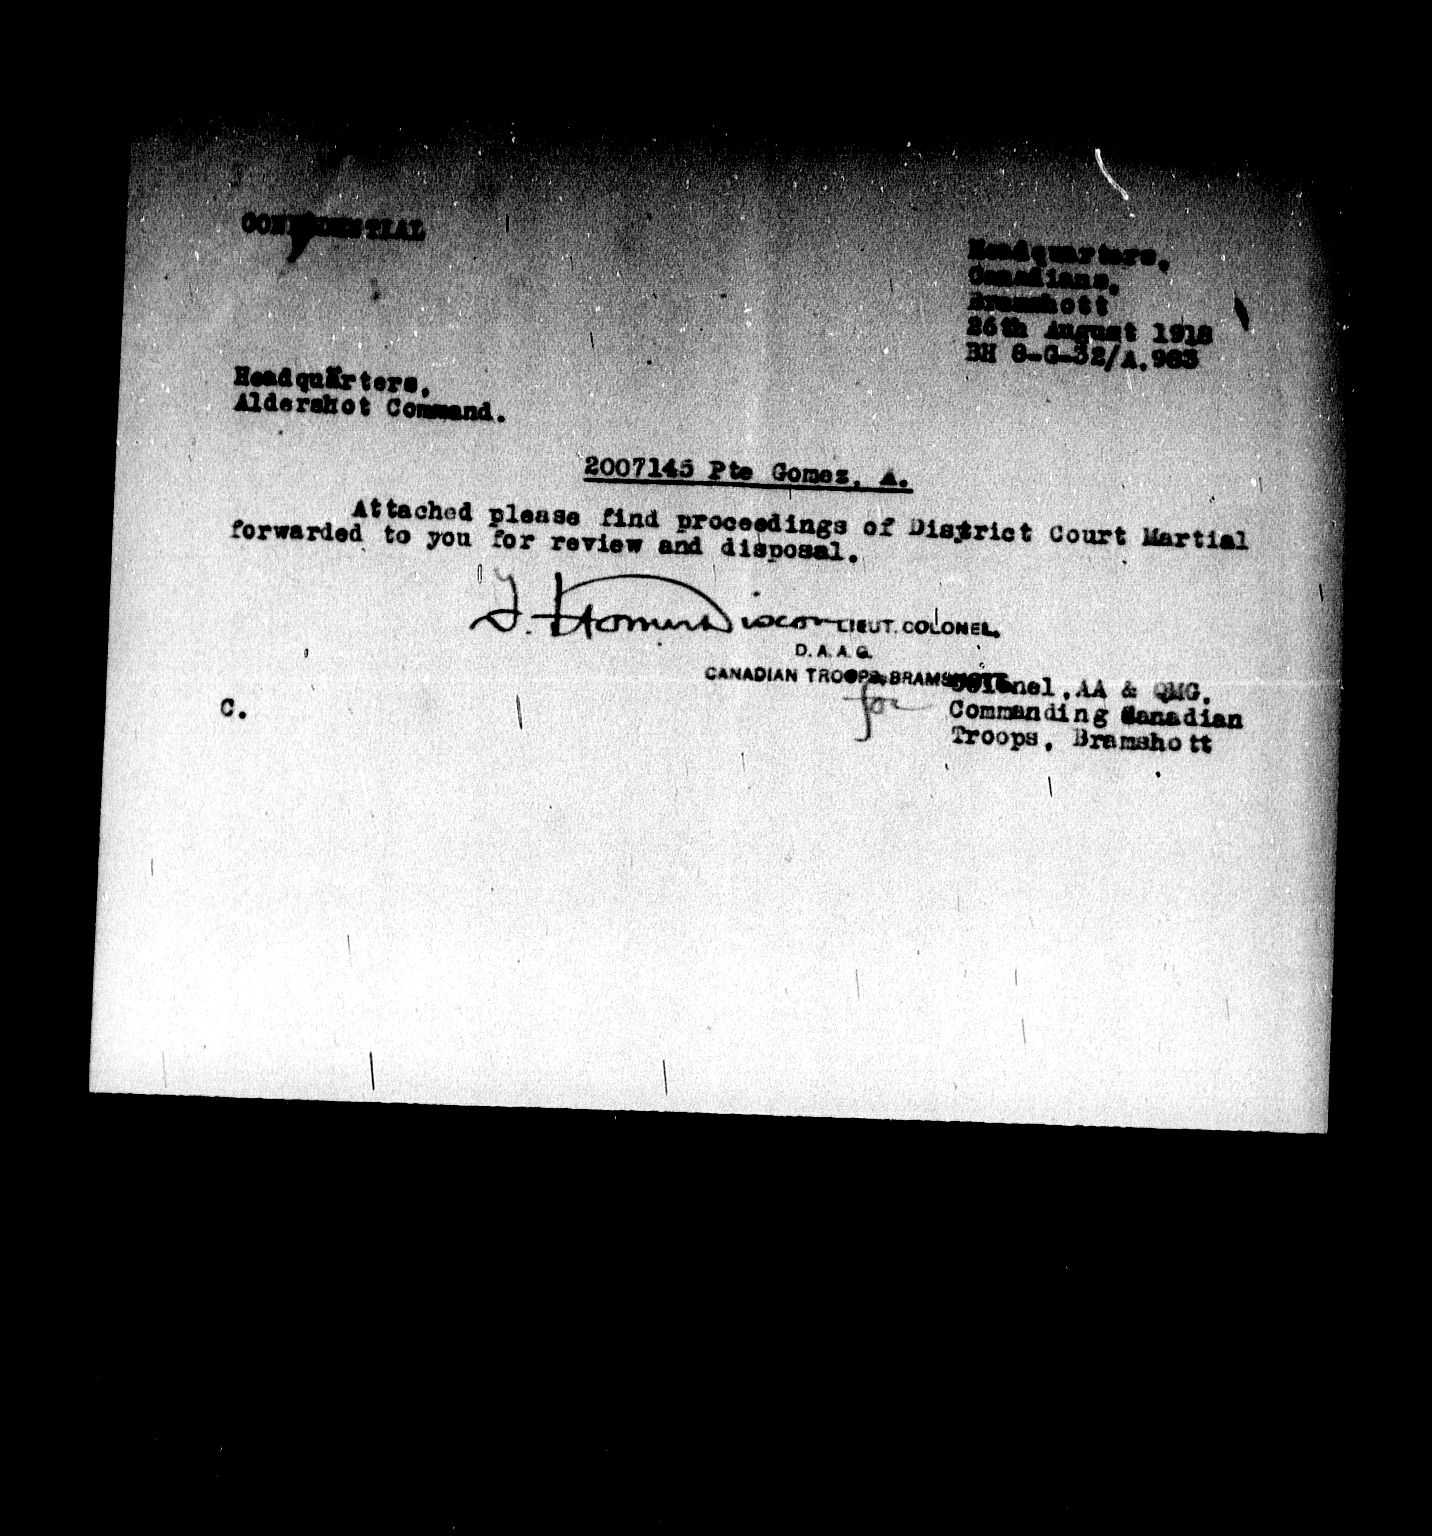 CONFIDENTIAL
Headquarters,
Canadians,
Bramshott
26th August 1918
BH 8-G-32/A.983
Headquarters,
Aldershot Command.
2007145 Pte Gomez, A.
Attached please find proceedings of District Court Martial
forwarded to you for review and disposal.
LIEUT. COLONEL.
D. A. A. G.
CANADIAN TROOPS, BRAMSHOTT
for
Colonel, AA & QMG.
Commanding Canadian
Troops, Bramshott
C.